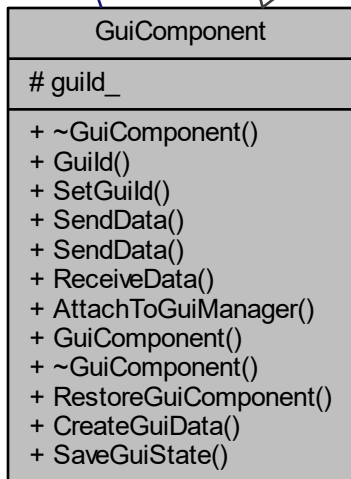 GuiComponent
# guiId_
+ ~GuiComponent()
+ GuiId()
+ SetGuiId()
+ SendData()
+ SendData()
+ ReceiveData()
+ AttachToGuiManager()
+ GuiComponent()
+ ~GuiComponent()
+ RestoreGuiComponent()
+ CreateGuiData()
+ SaveGuiState()